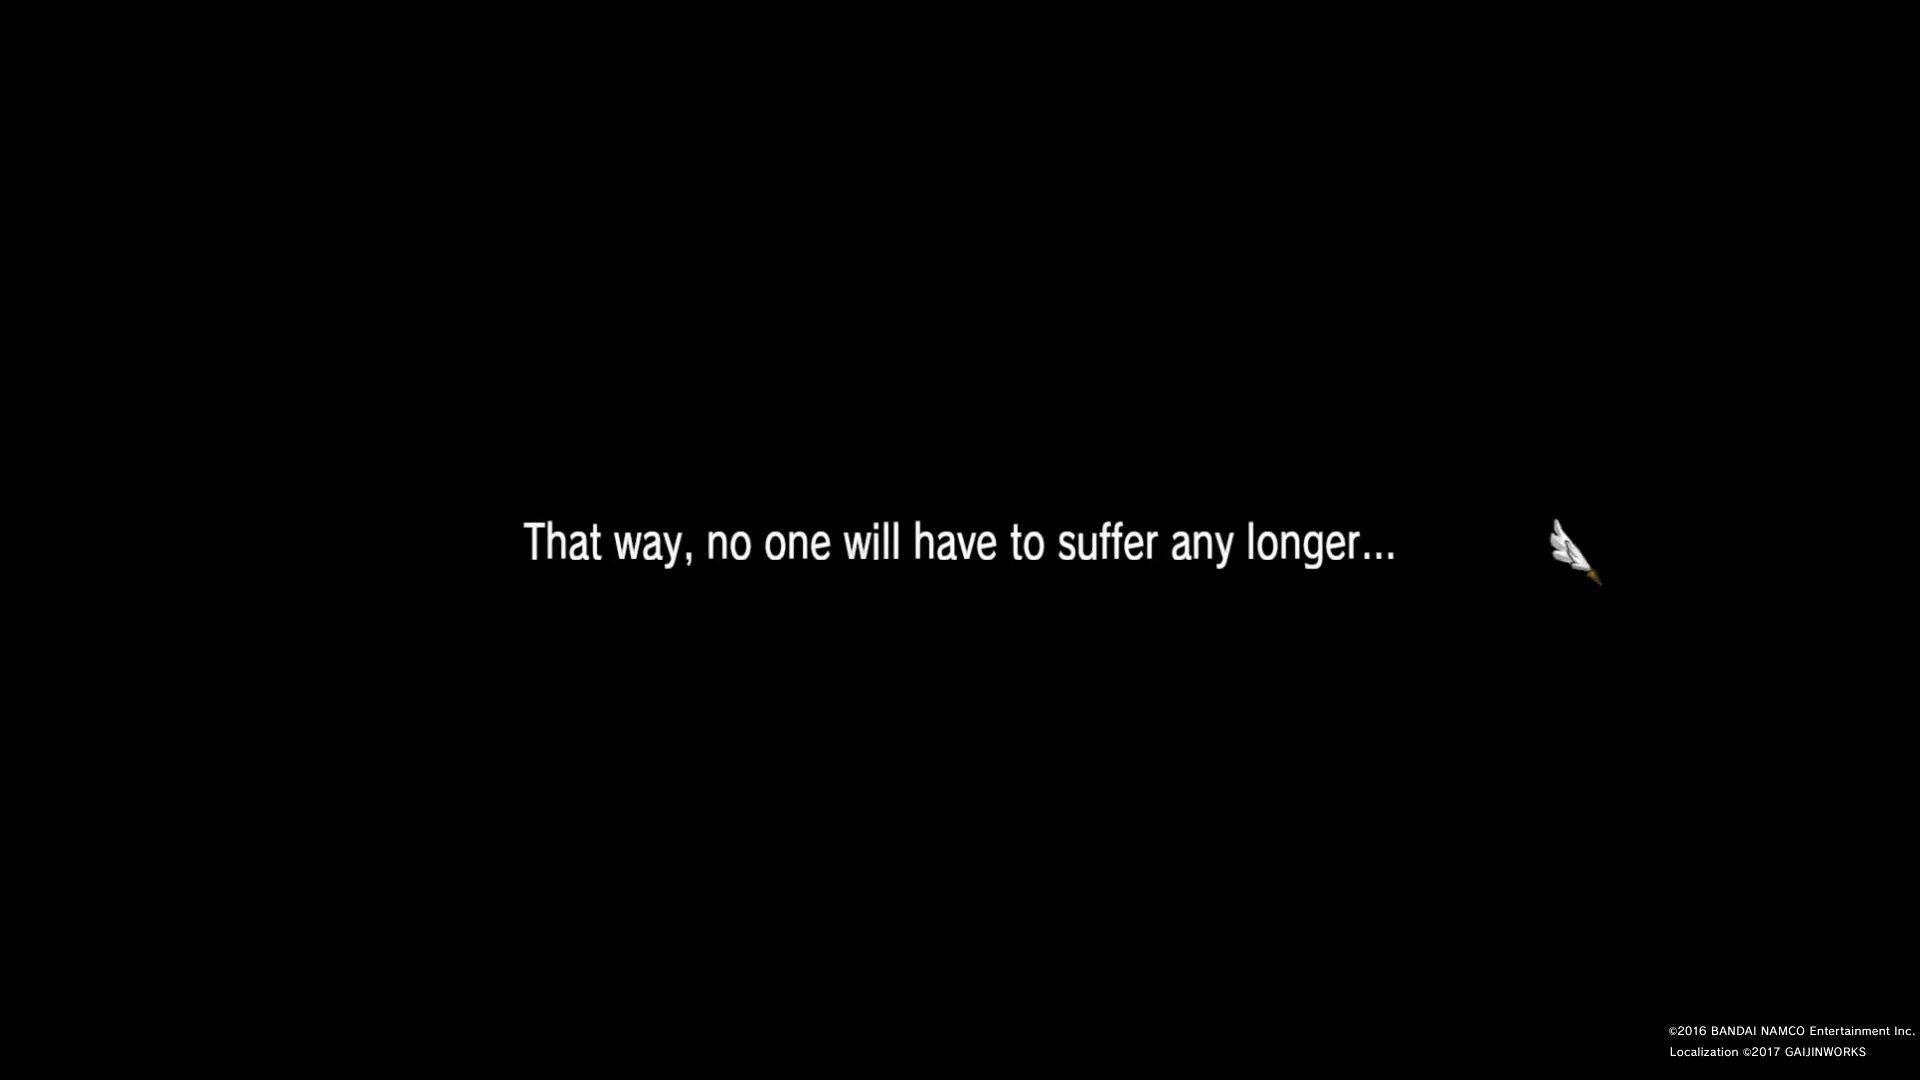 That way, no one will have to suffer any longer...
©2016 BANDAI NAMCO Entertainment Inc.
Localization ©2017 GAIJINWORKS